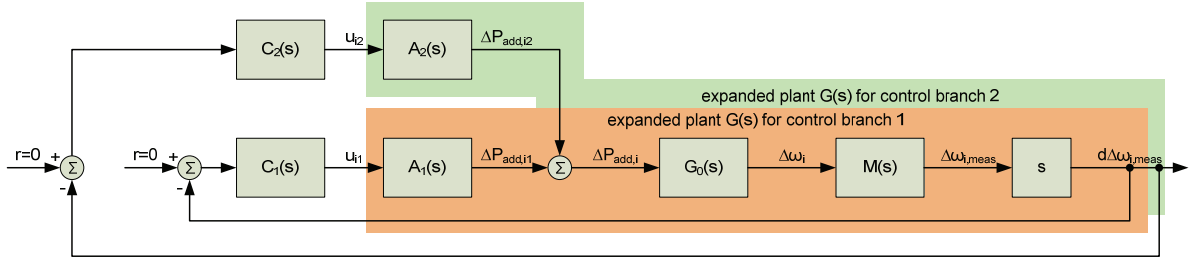 C₂(s)
u_i2
A₂(s)
ΔP_add,i2
expanded plant G(s) for control branch 2
expanded plant G(s) for control branch 1
r=0
+
Σ
-
r=0
+
Σ
-
C₁(s)
u_i1
A₁(s)
ΔP_add,i1
Σ
ΔP_add,i
G₀(s)
Δω_i
M(s)
Δω_i,meas
s
dΔω_i,meas